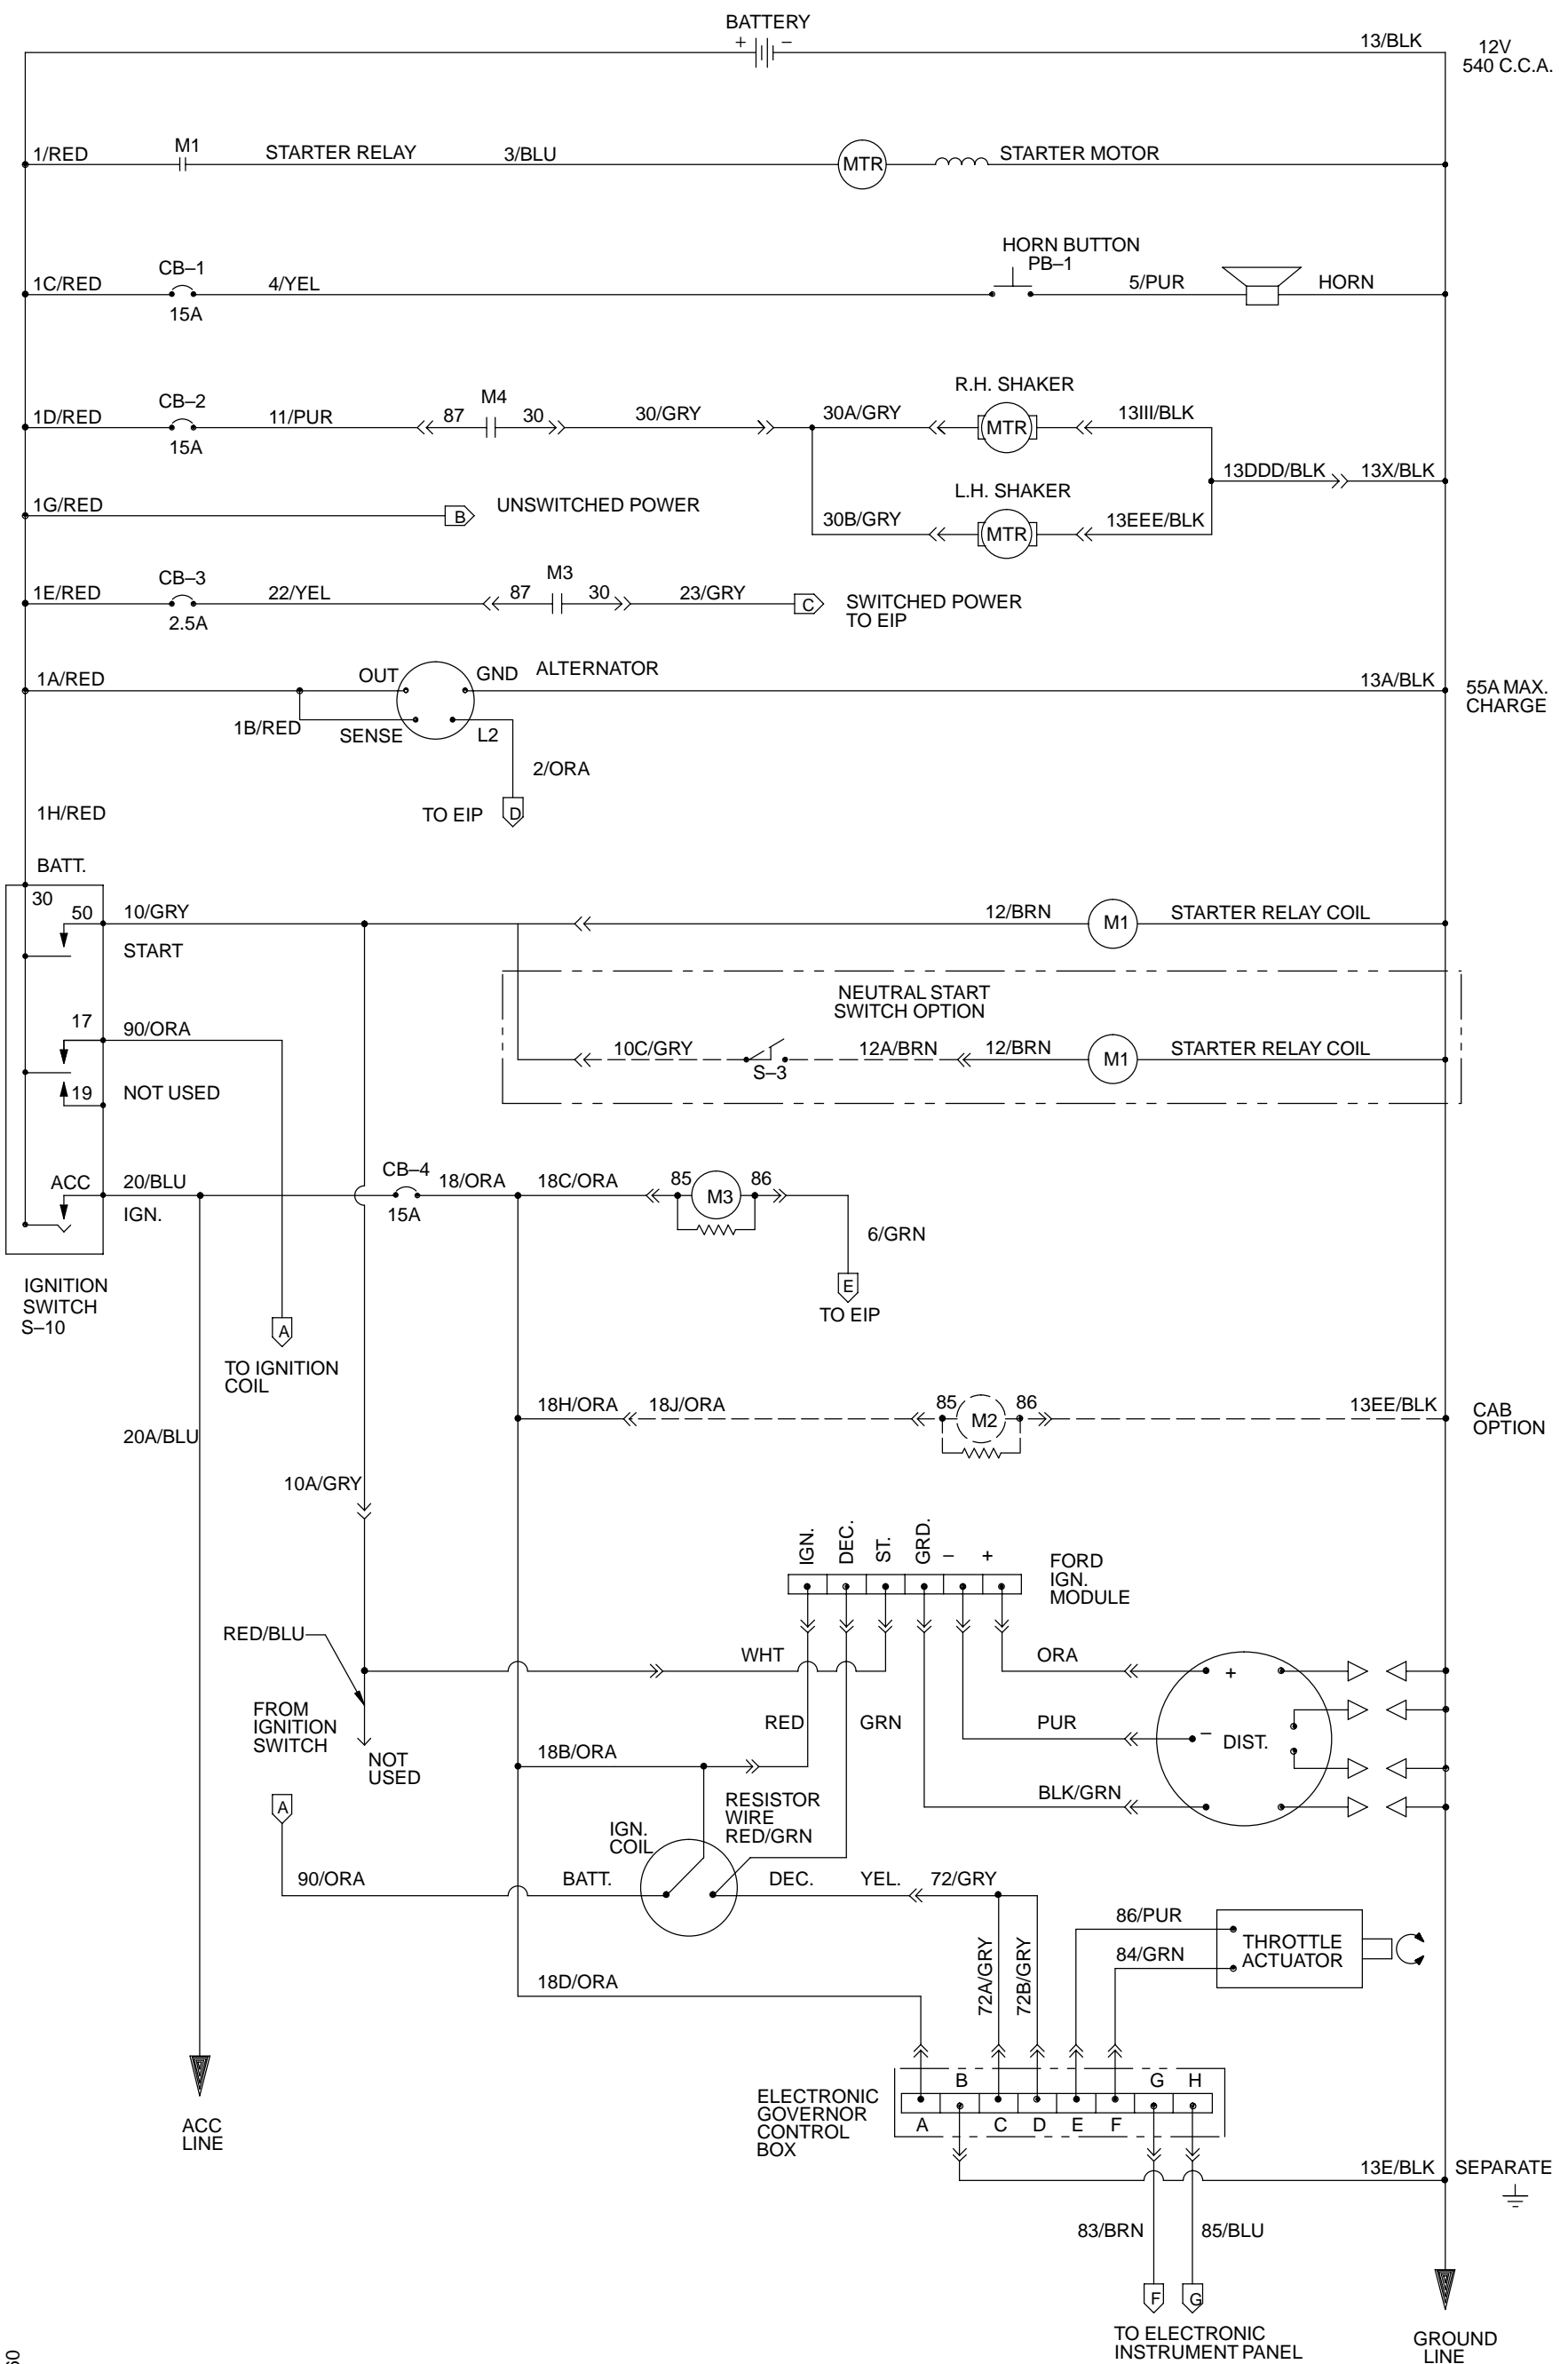 BATTERY
+ –
13/BLK
12V
540 C.C.A.
1/RED
M1
STARTER RELAY
3/BLU
MTR
STARTER MOTOR
HORN BUTTON
PB–1
1C/RED
CB–1
15A
4/YEL
5/PUR
HORN
1D/RED
CB–2
15A
11/PUR
87
M4
30
30/GRY
30A/GRY
R.H. SHAKER
MTR
13III/BLK
13DDD/BLK
13X/BLK
1G/RED
B
UNSWITCHED POWER
30B/GRY
L.H. SHAKER
MTR
13EEE/BLK
1E/RED
CB–3
2.5A
22/YEL
87
M3
30
23/GRY
C
SWITCHED POWER
TO EIP
1A/RED
OUT
GND
ALTERNATOR
13A/BLK
55A MAX.
CHARGE
1B/RED
SENSE
L2
2/ORA
TO EIP
D
1H/RED
BATT.
30
50
10/GRY
START
12/BRN
M1
STARTER RELAY COIL
NEUTRAL START
SWITCH OPTION
17
90/ORA
10C/GRY
S–3
12A/BRN
12/BRN
M1
STARTER RELAY COIL
19
NOT USED
ACC
20/BLU
IGN.
CB–4
15A
18/ORA
18C/ORA
85
M3
86
6/GRN
E
TO EIP
IGNITION
SWITCH
S–10
A
TO IGNITION
COIL
18H/ORA
18J/ORA
85
M2
86
13EE/BLK
CAB
OPTION
20A/BLU
10A/GRY
IGN.
DEC.
ST.
GRD.
–
+
FORD
IGN.
MODULE
RED/BLU
WHT
ORA
+
FROM
IGNITION
SWITCH
NOT
USED
RED
GRN
PUR
–
DIST.
18B/ORA
A
RESISTOR
WIRE
RED/GRN
BLK/GRN
IGN.
COIL
90/ORA
BATT.
DEC.
YEL.
72/GRY
86/PUR
84/GRN
THROTTLE
ACTUATOR
72A/GRY
72B/GRY
18D/ORA
ELECTRONIC
GOVERNOR
CONTROL
BOX
B
G
H
A
C
D
E
F
ACC
LINE
13E/BLK
SEPARATE
83/BRN
85/BLU
F
G
TO ELECTRONIC
INSTRUMENT PANEL
GROUND
LINE